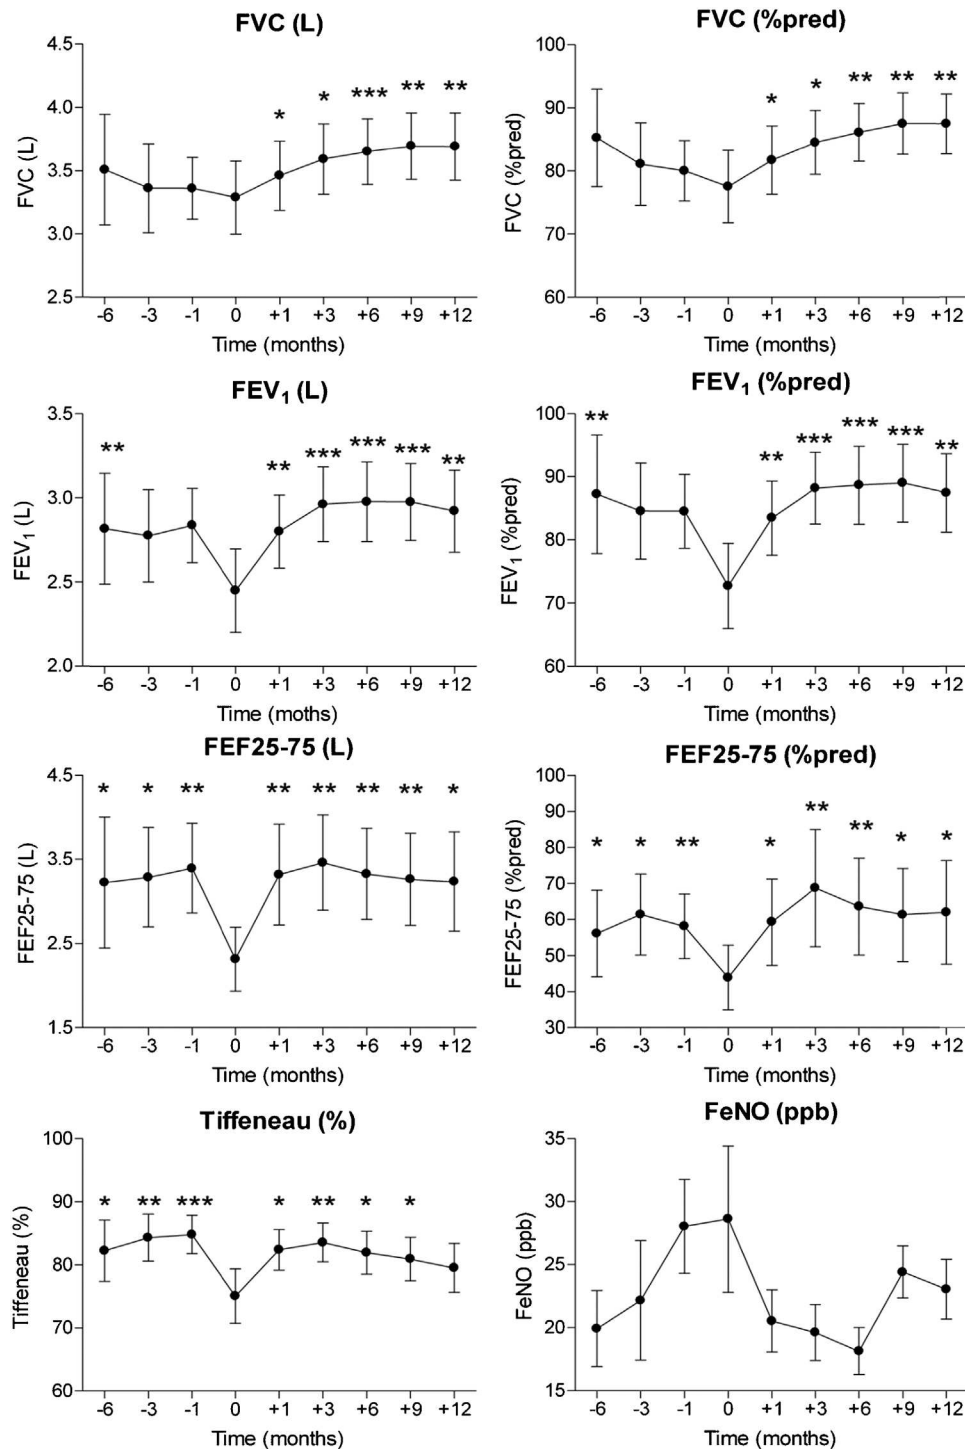 FVC (L)
FVC (L)
4.5
4.0
3.5
3.0
2.5
* * *** ** **
-6 -3 -1 0 +1 +3 +6 +9 +12
Time (months)
FVC (%pred)
FVC (%pred)
100
90
80
70
60
* * ** ** **
-6 -3 -1 0 +1 +3 +6 +9 +12
Time (months)
FEV1 (L)
FEV1 (L)
3.5
3.0
2.5
2.0
** ** *** *** *** **
-6 -3 -1 0 +1 +3 +6 +9 +12
Time (moths)
FEV1 (%pred)
FEV1 (%pred)
100
90
80
70
60
** ** *** *** *** **
-6 -3 -1 0 +1 +3 +6 +9 +12
Time (months)
FEF25-75 (L)
FEF25-75 (L)
4.5
3.5
2.5
1.5
* * ** ** ** ** ** *
-6 -3 -1 0 +1 +3 +6 +9 +12
Time (months)
FEF25-75 (%pred)
FEF25-75 (%pred)
100
90
80
70
60
50
40
30
* * ** * ** ** * *
-6 -3 -1 0 +1 +3 +6 +9 +12
Time (months)
Tiffeneau (%)
Tiffeneau (%)
100
90
80
70
60
* ** *** * ** * *
-6 -3 -1 0 +1 +3 +6 +9 +12
Time (months)
FeNO (ppb)
FeNO (ppb)
35
30
25
20
15
-6 -3 -1 0 +1 +3 +6 +9 +12
Time (months)